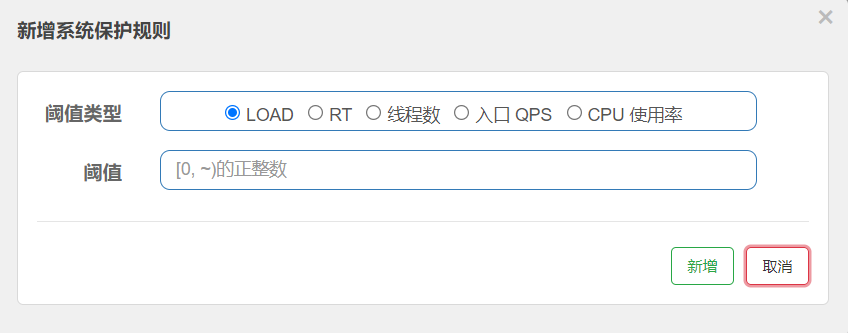 新增系统保护规则
×
阈值类型 LOAD RT 线程数 入口 QPS CPU 使用率
阈值 [0, ~)的正整数
新增 取消